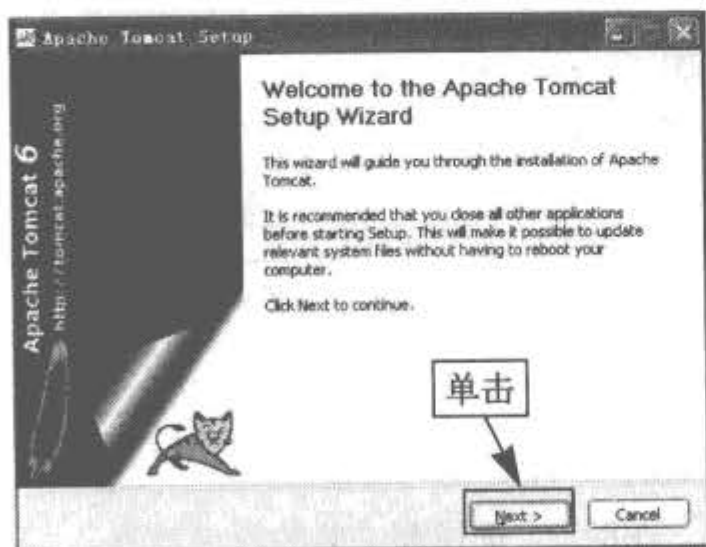 Apache Tomcat Setup
Apache Tomcat 6
http://tomcat.apache.org
Welcome to the Apache Tomcat
Setup Wizard
This wizard will guide you through the installation of Apache
Tomcat.
It is recommended that you close all other applications
before starting Setup. This will make it possible to update
relevant system files without having to reboot your
computer.
Click Next to continue.
单击
Next >
Cancel